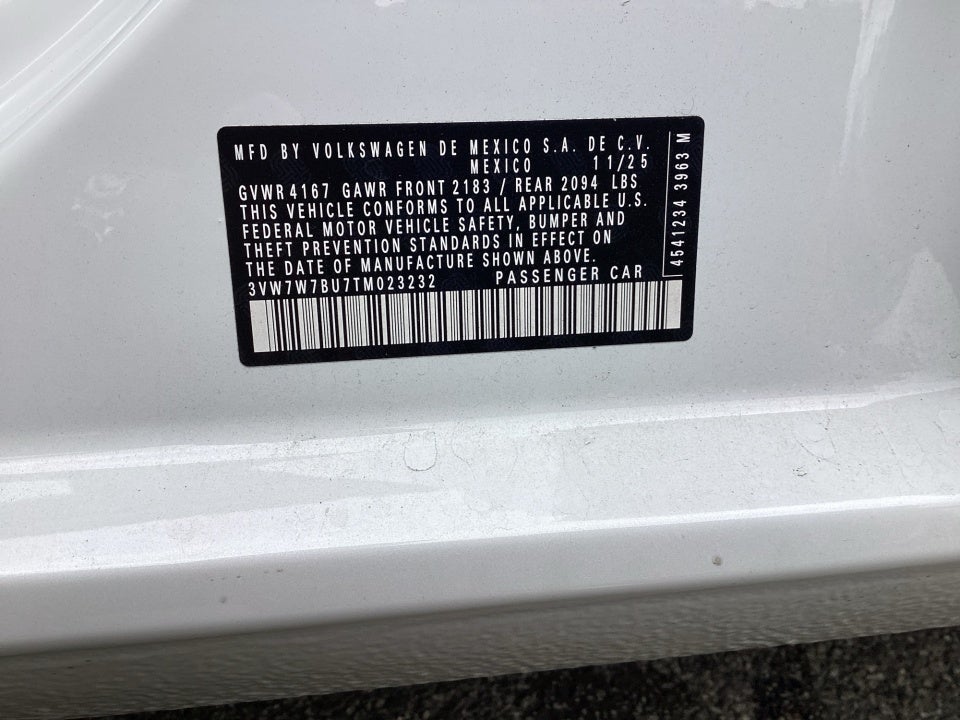 MFD BY VOLKSWAGEN DE MEXICO S.A. DE C.V.
MEXICO 11/25
GVWR 4167 GAWR FRONT 2183 / REAR 2094 LBS
THIS VEHICLE CONFORMS TO ALL APPLICABLE U.S.
FEDERAL MOTOR VEHICLE SAFETY, BUMPER AND
THEFT PREVENTION STANDARDS IN EFFECT ON
THE DATE OF MANUFACTURE SHOWN ABOVE.
3VW7W7BU7TM023232 PASSENGER CAR
4541234 3963 M